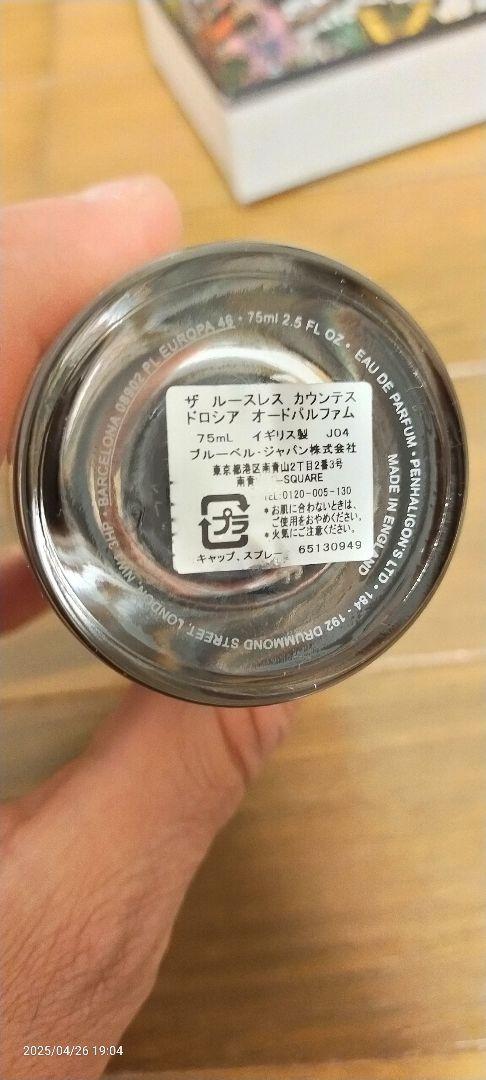 ザ ルースレス カウンテス
ドロシア オードパルファム
75mL イギリス製 J04
ブルーベル・ジャパン株式会社
東京都港区南青山2丁目2番3号
南青 -SQUARE
TEL:0120-005-130
*お肌に合わないときは、
ご使用をおやめください。
*火気にご注意ください。
プラ
キャップ、スプレー 65130949
75ml 2.5 FL OZ • EAU DE PARFUM • PENHALIGON'S LTD • 184 - 192 DRUMMOND STREET, LONDON, NW1 3HP • BARCELONA 08902 PL EUROPA 46 •
MADE IN ENGLAND
2025/04/26 19:04